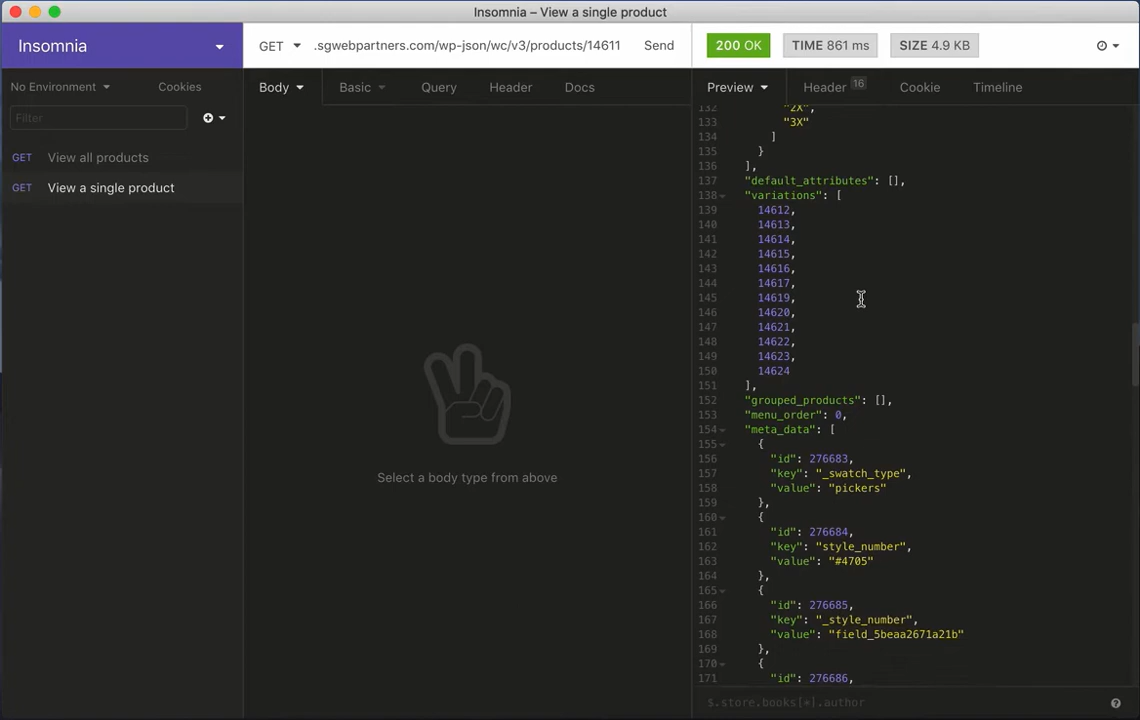 Insomnia – View a single product
Insomnia
GET .sgwebpartners.com/wp-json/wc/v3/products/14611 Send
200 OK TIME 861 ms SIZE 4.9 KB
No Environment Cookies
Body Basic Query Header Docs
Preview Header 16 Cookie Timeline
Filter
GET View all products
GET View a single product
Select a body type from above
132 "2X",
133 "3X"
134 ]
135 }
136 ],
137 "default_attributes": [],
138 "variations": [
139 14612,
140 14613,
141 14614,
142 14615,
143 14616,
144 14617,
145 14619,
146 14620,
147 14621,
148 14622,
149 14623,
150 14624
151 ],
152 "grouped_products": [],
153 "menu_order": 0,
154 "meta_data": [
155 {
156 "id": 276683,
157 "key": "_swatch_type",
158 "value": "pickers"
159 },
160 {
161 "id": 276684,
162 "key": "style_number",
163 "value": "#4705"
164 },
165 {
166 "id": 276685,
167 "key": "_style_number",
168 "value": "field_5beaa2671a21b"
169 },
170 {
171 "id": 276686,
$.store.books[*].author